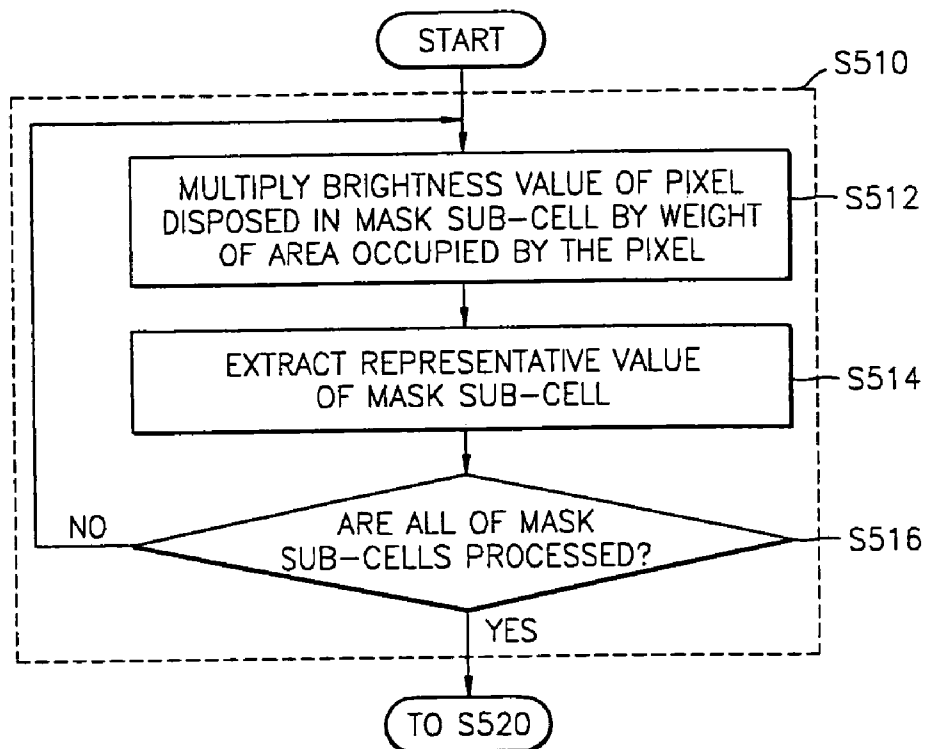 START
S510
MULTIPLY BRIGHTNESS VALUE OF PIXEL
DISPOSED IN MASK SUB-CELL BY WEIGHT
OF AREA OCCUPIED BY THE PIXEL
S512
EXTRACT REPRESENTATIVE VALUE
OF MASK SUB-CELL
S514
ARE ALL OF MASK
SUB-CELLS PROCESSED?
S516
NO
YES
TO S520